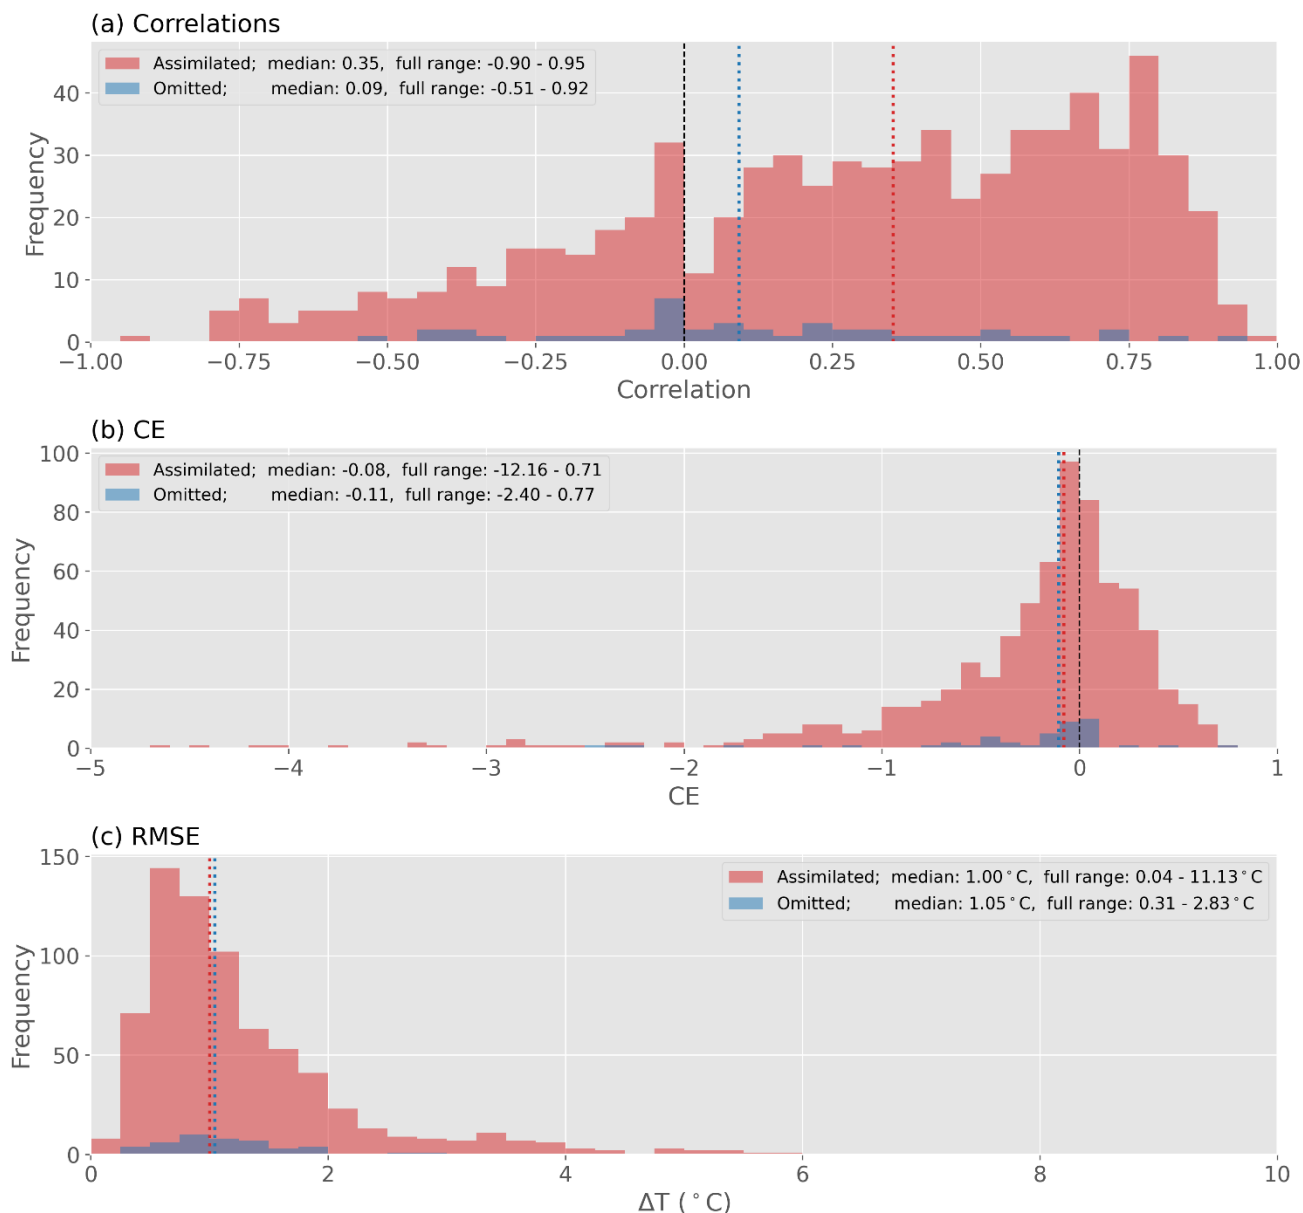 (a) Correlations
Assimilated; median: 0.35, full range: -0.90 - 0.95
Omitted; median: 0.09, full range: -0.51 - 0.92
Frequency
40
30
20
10
0
−1.00 −0.75 −0.50 −0.25 0.00 0.25 0.50 0.75 1.00
Correlation
(b) CE
Assimilated; median: -0.08, full range: -12.16 - 0.71
Omitted; median: -0.11, full range: -2.40 - 0.77
Frequency
100
80
60
40
20
0
−5 −4 −3 −2 −1 0 1
CE
(c) RMSE
Assimilated; median: 1.00°C, full range: 0.04 - 11.13°C
Omitted; median: 1.05°C, full range: 0.31 - 2.83°C
Frequency
150
100
50
0
0 2 4 6 8 10
ΔT (°C)